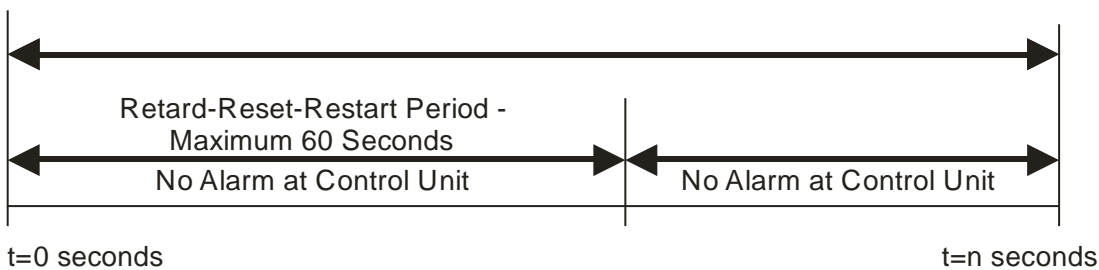 Retard-Reset-Restart Period -
Maximum 60 Seconds
No Alarm at Control Unit
No Alarm at Control Unit
t=0 seconds
t=n seconds